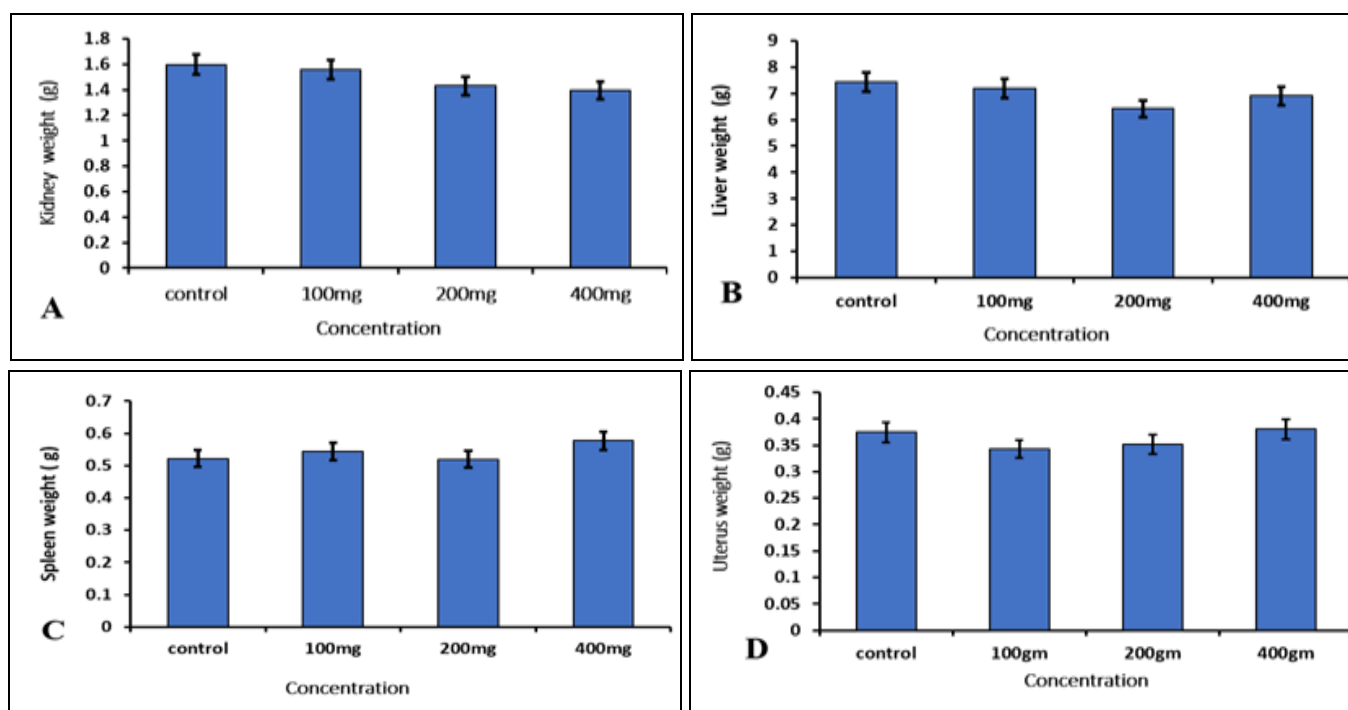 Kidney weight (g)
1.8
1.6
1.4
1.2
1
0.8
0.6
0.4
0.2
0
control 100mg 200mg 400mg
Concentration
A
Liver weight (g)
9
8
7
6
5
4
3
2
1
0
control 100mg 200mg 400mg
Concentration
B
Spleen weight ( g)
0.7
0.6
0.5
0.4
0.3
0.2
0.1
0
control 100mg 200mg 400mg
Concentration
C
Uterus weight (g)
0.45
0.4
0.35
0.3
0.25
0.2
0.15
0.1
0.05
0
control 100gm 200gm 400gm
Concentration
D